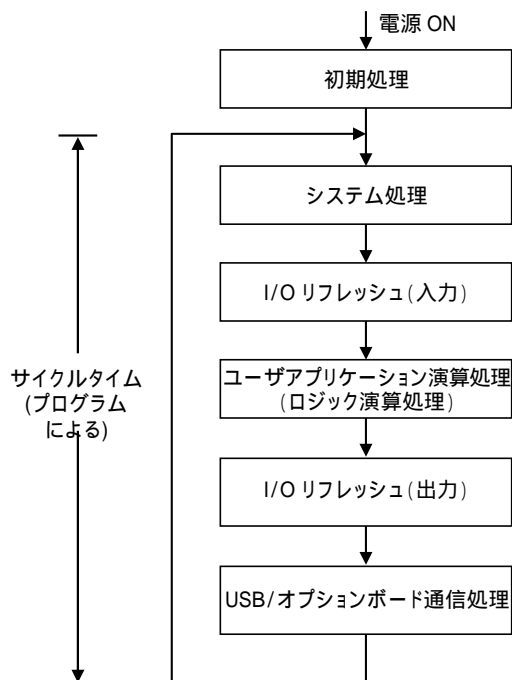 電源 ON
初期処理
システム処理
I/O リフレッシュ(入力)
サイクルタイム
(プログラム
による)
ユーザアプリケーション演算処理
(ロジック演算処理)
I/O リフレッシュ(出力)
USB/オプションボード通信処理